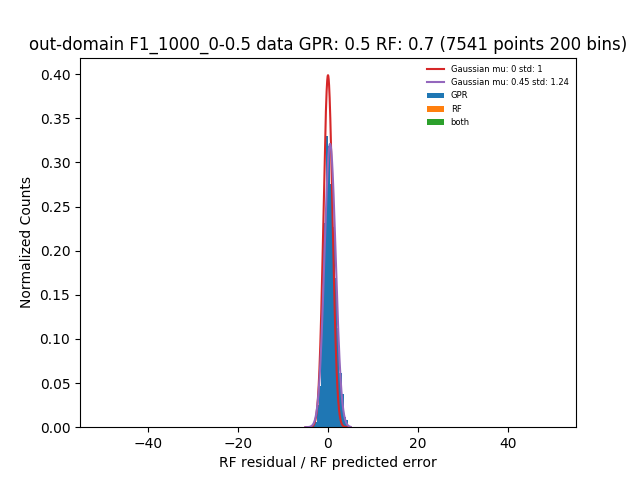 out-domain F1_1000_0-0.5 data GPR: 0.5 RF: 0.7 (7541 points 200 bins)
Gaussian mu: 0 std: 1
Gaussian mu: 0.45 std: 1.24
GPR
RF
both
0.40
0.35
0.30
0.25
0.20
0.15
0.10
0.05
0.00
Normalized Counts
−40 −20 0 20 40
RF residual / RF predicted error